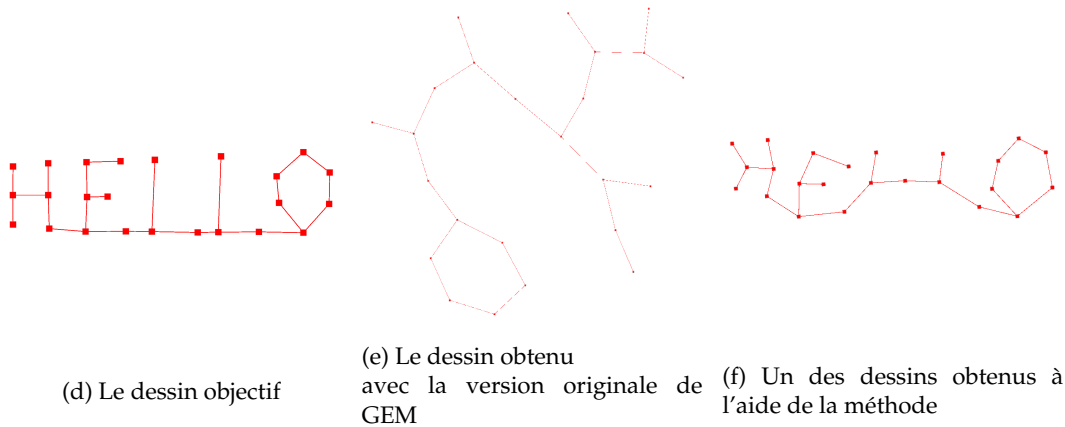 HELLO
(d) Le dessin objectif
(e) Le dessin obtenu
avec la version originale de
GEM
(f) Un des dessins obtenus à
l'aide de la méthode